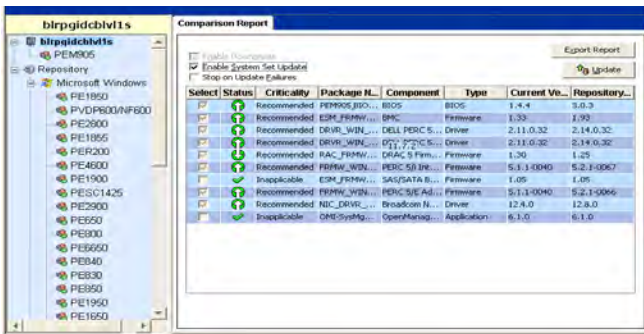 blrpgidcblvl1s
blrpgidcblvl1s
PEM905
Repository
Microsoft Windows
PE1850
PVDP600/NF600
PE2600
PE1855
PER200
PE4600
PE1900
PESC1425
PE2900
PE650
PE800
PE6650
PE840
PE830
PE850
PE1950
PE1650
Comparison Report
Export Report
Enable Downgrade
Enable System Set Update
Stop on Update Failures
Update
Select Status Criticality Package N... Component Type Current Ve... Repository...
Recommended PEM905_BIO... BIOS BIOS 1.4.4 3.0.3
Recommended ESM_FRMW... BMC Firmware 1.33 1.93
Recommended DRVR_WIN_... DELL PERC 5... Driver 2.11.0.32 2.14.0.32
Recommended DRVR_WIN_... Driver 2.11.0.32 2.14.0.32
Recommended RAC_FRMW... DRAC 5 Firm... Firmware 1.30 1.25
Recommended FRMW_WIN... PERC 5/i Int... Firmware 5.1.1-0040 5.2.1-0067
Inapplicable ESM_FRMW... SAS/SATA B... Firmware 1.05 1.05
Recommended FRMW_WIN... PERC 5/E Ad... Firmware 5.1.1-0040 5.2.1-0066
Recommended NIC_DRVR_... Broadcom N... Driver 12.4.0 12.8.0
Inapplicable OMI-SysMg... OpenManag... Application 6.1.0 6.1.0